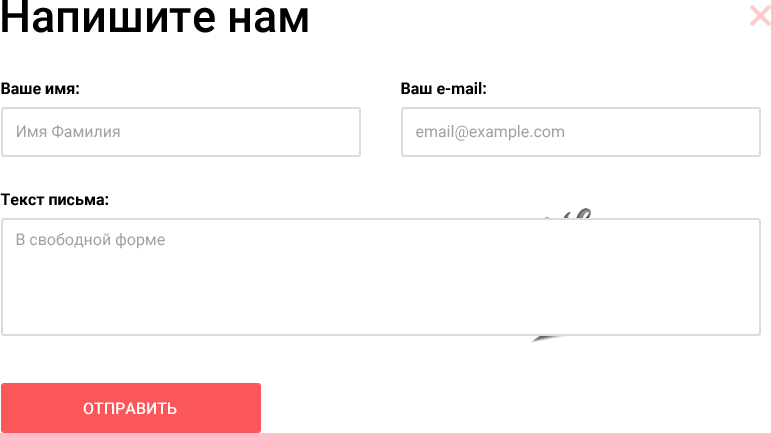 Напишите нам
Ваше имя:
Ваш e-mail:
Имя Фамилия
email@example.com
Текст письма:
В свободной форме
ОТПРАВИТЬ